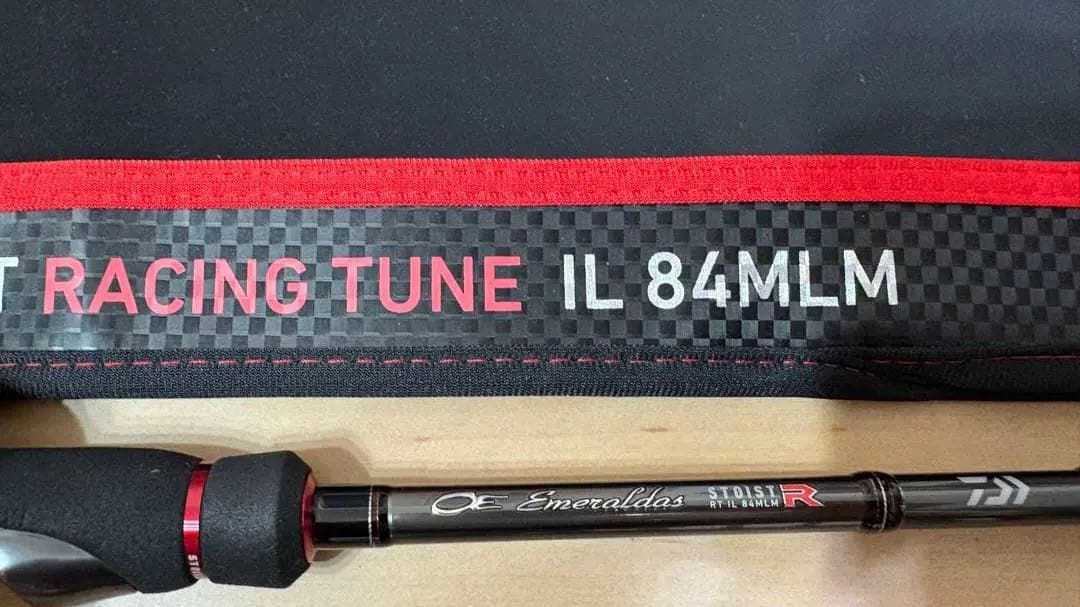 T RACING TUNE IL 84MLM
Emeraldas STOIST R
RT IL 84MLM